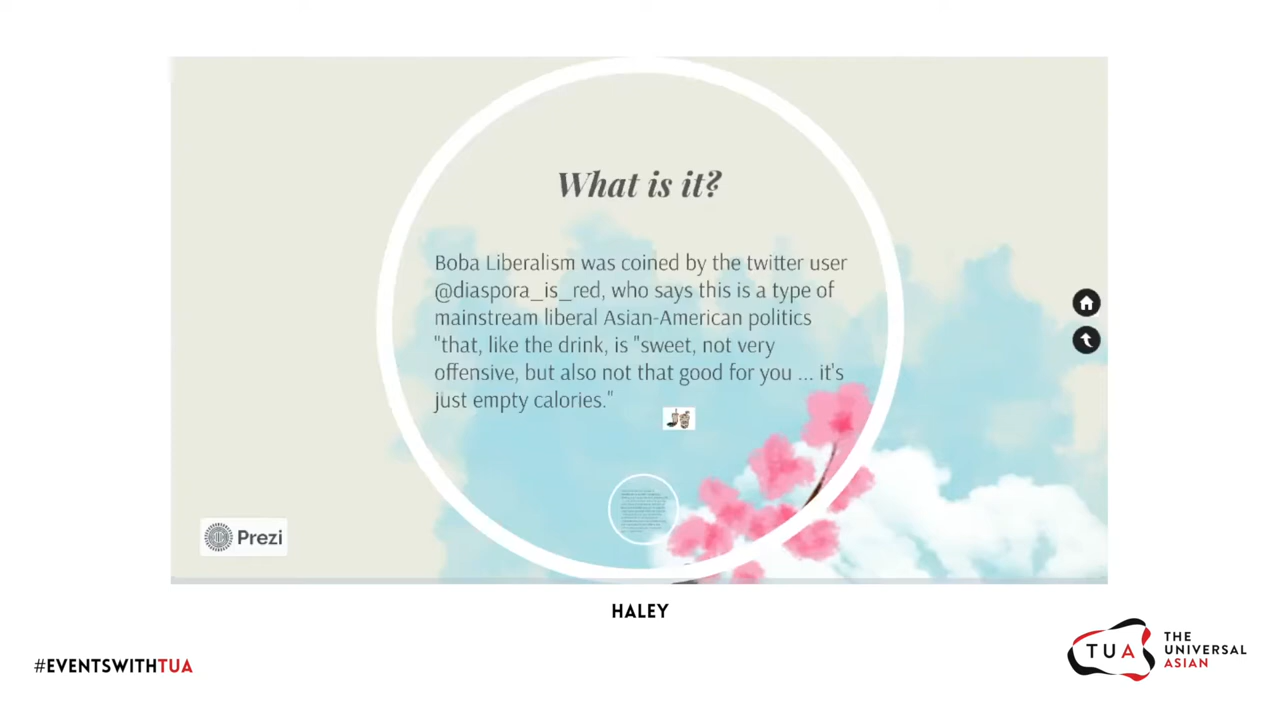 What is it?
Boba Liberalism was coined by the twitter user
@diaspora_is_red, who says this is a type of
mainstream liberal Asian-American politics
"that, like the drink, is "sweet, not very
offensive, but also not that good for you ... it's
just empty calories."
Prezi
HALEY
#EVENTSWITHTUA
TUA
THE
UNIVERSAL
ASIAN